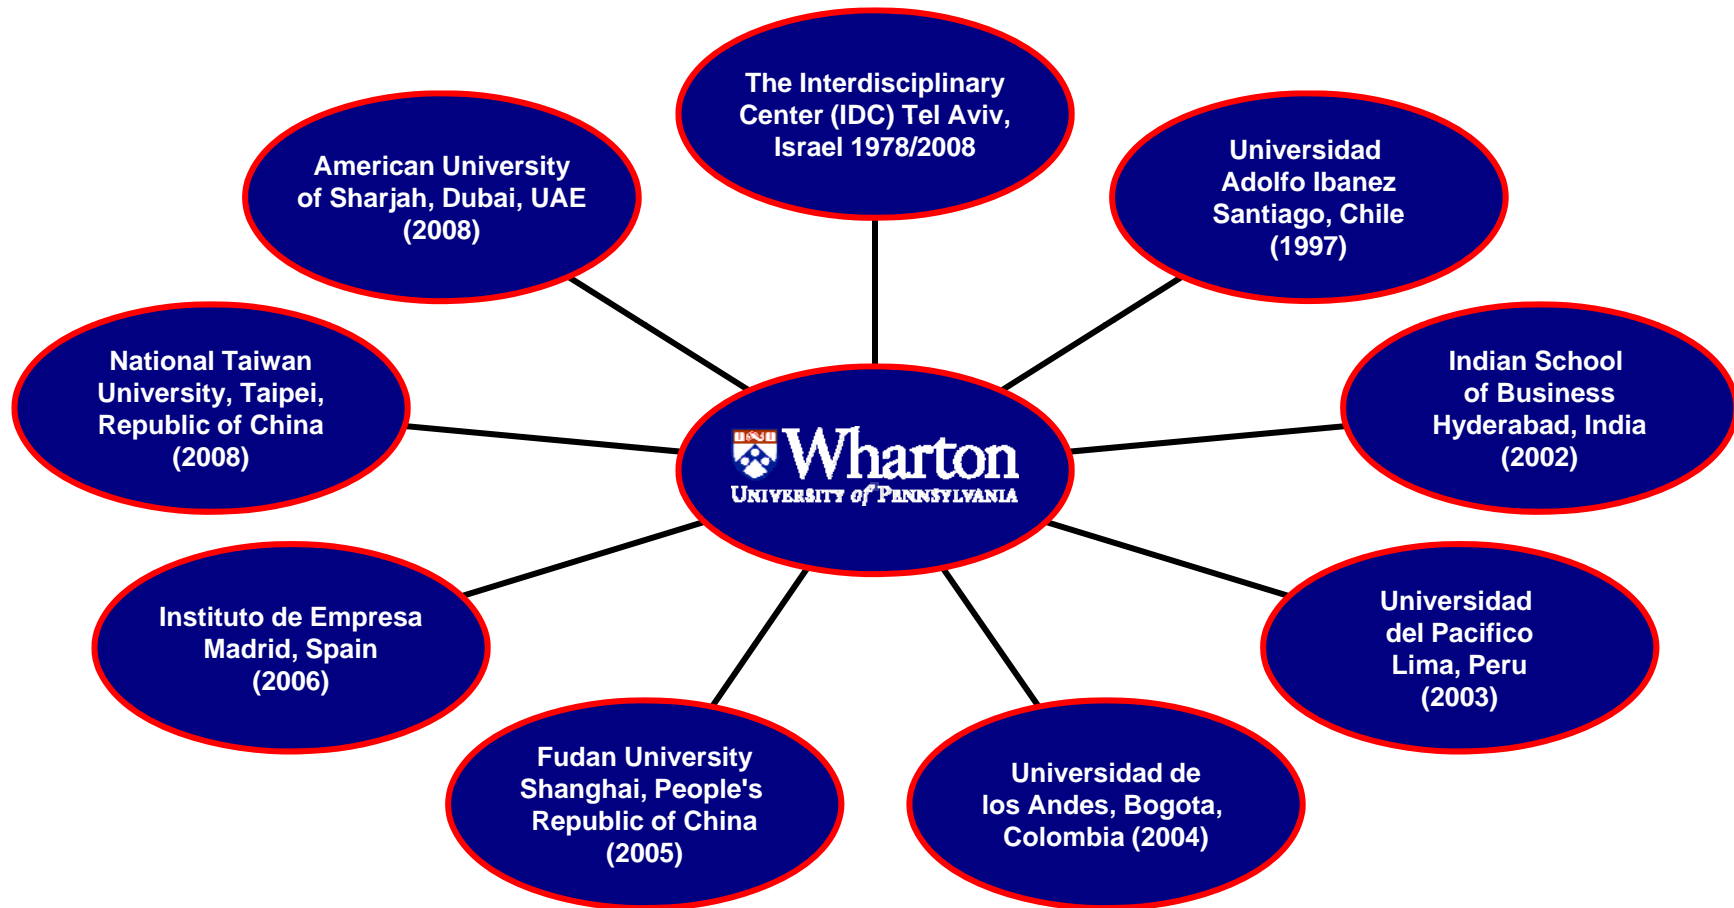 The Interdisciplinary
Center (IDC) Tel Aviv,
Israel 1978/2008
American University
of Sharjah, Dubai, UAE
(2008)
Universidad
Adolfo Ibanez
Santiago, Chile
(1997)
National Taiwan
University, Taipei,
Republic of China
(2008)
Indian School
of Business
Hyderabad, India
(2002)
Wharton
UNIVERSITY of PENNSYLVANIA
Instituto de Empresa
Madrid, Spain
(2006)
Universidad
del Pacifico
Lima, Peru
(2003)
Fudan University
Shanghai, People's
Republic of China
(2005)
Universidad de
los Andes, Bogota,
Colombia (2004)